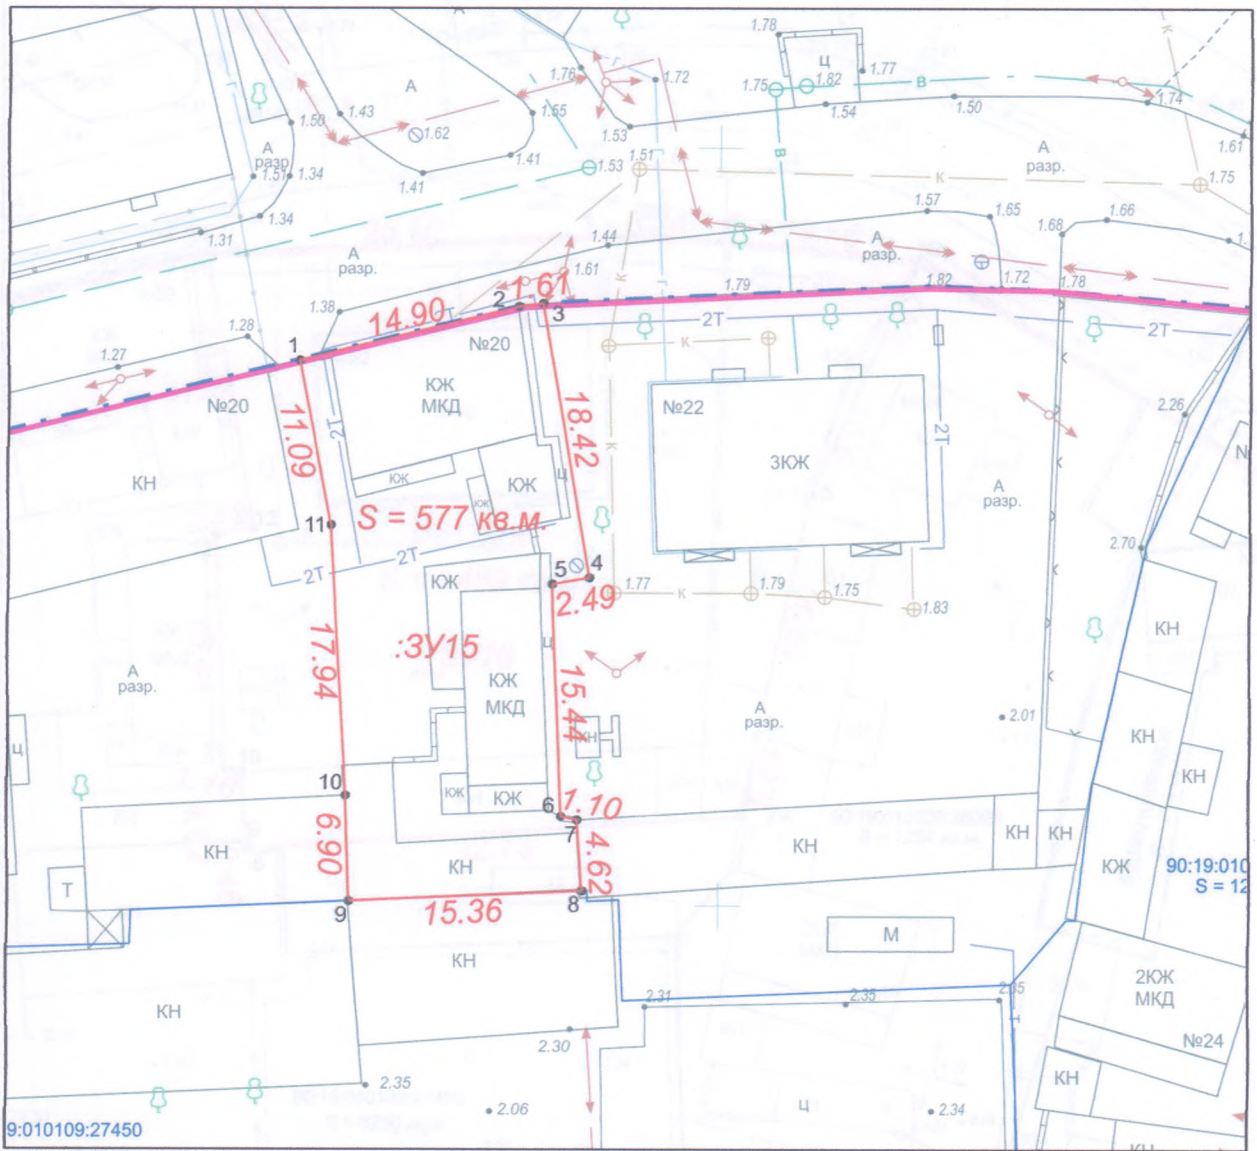 1.78
ц
1.77
1.76
1.72
1.75
1.82
В
1.74
1.50
1.43
А
1.55
1.54
К
1.50
1.62
1.53
1.61
А
разр
1.51
1.34
1.41
1.53
1.51
В
А
разр.
1.41
К
1.75
1.34
1.57
1.65
1.66
1.31
1.44
1.68
К
А
разр.
А
разр.
1.61
1.79
1.82
1.72
1.78
1.38
14.90
2
1.61
3
2Т
2Т
1.28
№20
К
1
1.27
№20
КЖ
МКД
№22
2.26
11.09
2Т
18.42
К
2Т
3КЖ
КН
КЖ
КЖ
КЖ
ц
А
разр.
11
S = 577 кв.м.
2.70
2Т
2Т
КЖ
5
4
1.77
К
1.79
1.75
1.83
2.49
КН
17.94
:ЗУ15
ц
А
разр.
КЖ
МКД
15.44
А
разр.
2.01
КН
ц
КН
КН
10
КЖ
КЖ
6
1.10
7
6.90
КН
КН
4.62
КН
КН
КН
КЖ
90:19:010
S = 12
Т
9
15.36
8
М
КН
2КЖ
МКД
КН
2.31
2.35
2.35
Т
2.30
№24
КН
2.35
2.06
ц
2.34
9:010109:27450
КН